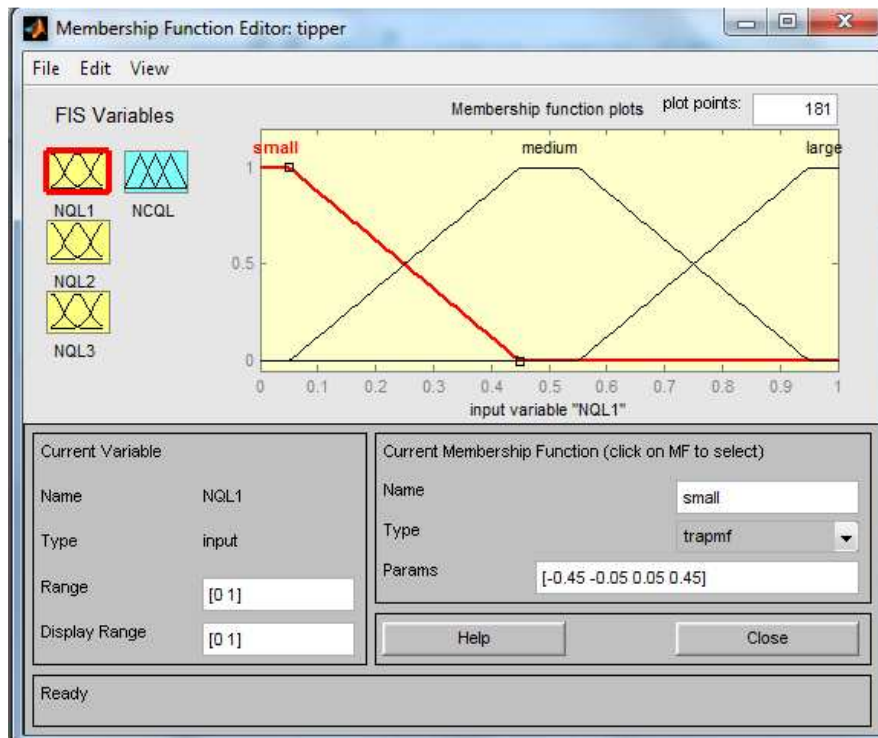 Membership Function Editor: tipper
File Edit View
FIS Variables
NQL1
NCQL
NQL2
NQL3
Membership function plots
plot points:
181
small
medium
large
1
0.5
0
0 0.1 0.2 0.3 0.4 0.5 0.6 0.7 0.8 0.9 1
input variable "NQL1"
Current Variable
Name NQL1
Type input
Range [0 1]
Display Range [0 1]
Current Membership Function (click on MF to select)
Name small
Type trapmf
Params [-0.45 -0.05 0.05 0.45]
Help Close
Ready